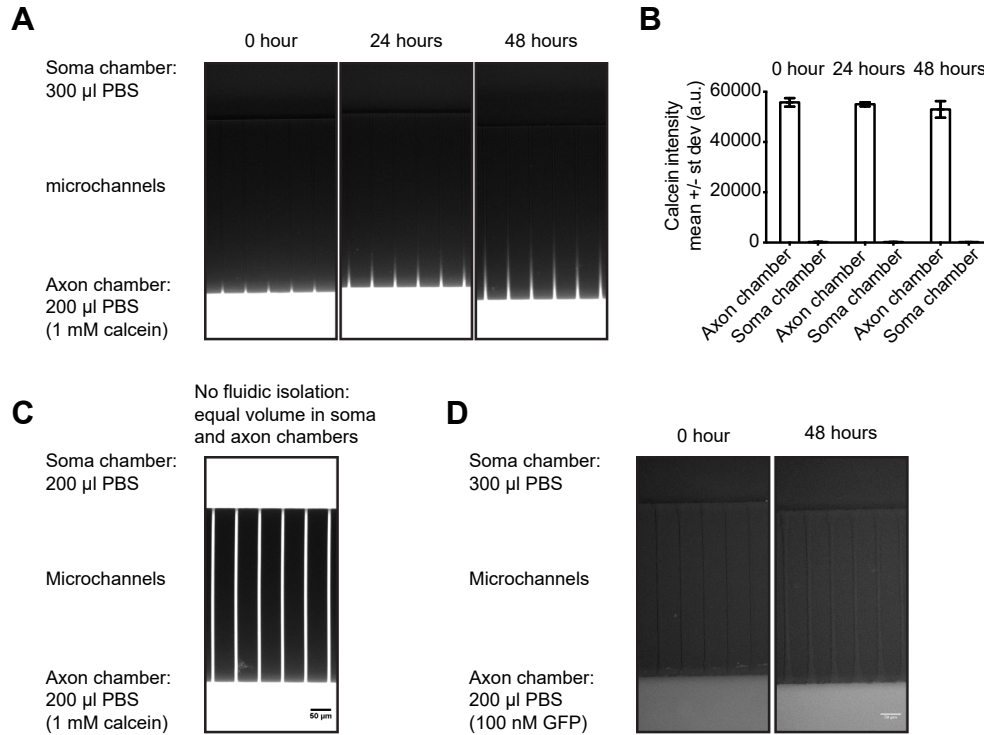 A
0 hour
24 hours
48 hours
Soma chamber:
300 µl PBS
microchannels
Axon chamber:
200 µl PBS
(1 mM calcein)
B
0 hour 24 hours 48 hours
Calcein intensity
mean +/- st dev (a.u.)
60000
40000
20000
0
Axon chamber
Soma chamber
Axon chamber
Soma chamber
Axon chamber
Soma chamber
C
No fluidic isolation:
equal volume in soma
and axon chambers
Soma chamber:
200 µl PBS
Microchannels
Axon chamber:
200 µl PBS
(1 mM calcein)
50 µm
D
0 hour
48 hours
Soma chamber:
300 µl PBS
Microchannels
Axon chamber:
200 µl PBS
(100 nM GFP)